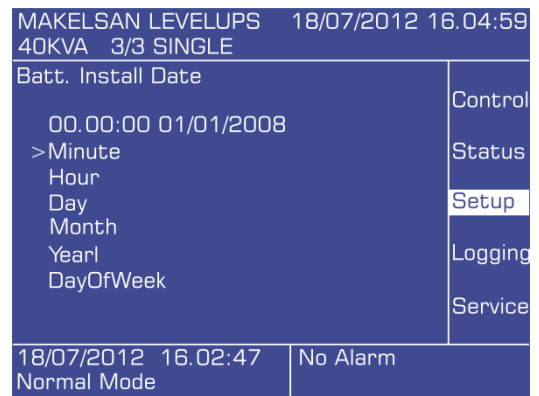 MAKELSAN LEVELUPS 18/07/2012 16.04:59
40KVA 3/3 SINGLE
Batt. Install Date
00.00:00 01/01/2008
>Minute
Hour
Day
Month
Yearl
DayOfWeek
Control
Status
Setup
Logging
Service
18/07/2012 16.02:47
Normal Mode
No Alarm